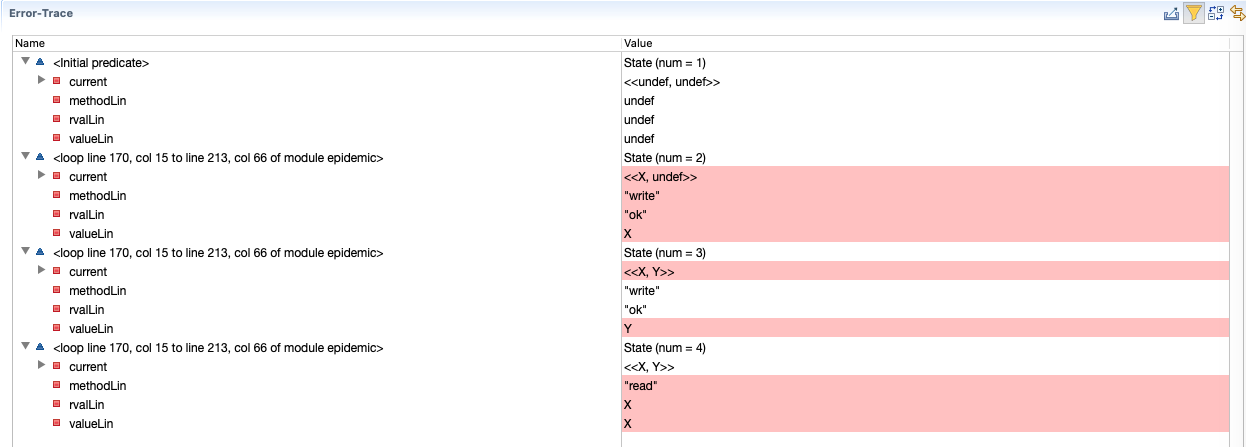 Error-Trace
Name Value
<Initial predicate> State (num = 1)
current <<undef, undef>>
methodLin undef
rvalLin undef
valueLin undef
<loop line 170, col 15 to line 213, col 66 of module epidemic> State (num = 2)
current <<X, undef>>
methodLin "write"
rvalLin "ok"
valueLin X
<loop line 170, col 15 to line 213, col 66 of module epidemic> State (num = 3)
current <<X, Y>>
methodLin "write"
rvalLin "ok"
valueLin Y
<loop line 170, col 15 to line 213, col 66 of module epidemic> State (num = 4)
current <<X, Y>>
methodLin "read"
rvalLin X
valueLin X